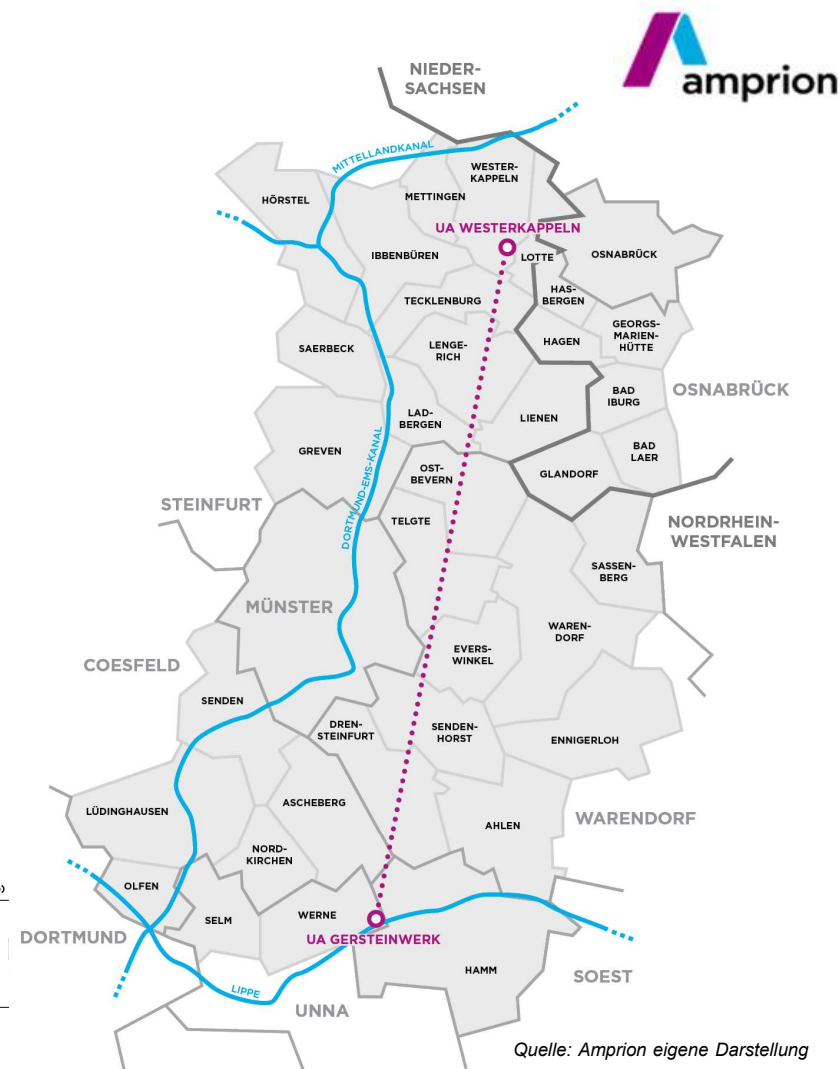 amprion
NIEDER-
SACHSEN
MITTELLANDKANAL
WESTER-
KAPPELN
METTINGEN
HÖRSTEL
UA WESTERKAPPELN
IBBENBÜREN
LOTTE
OSNABRÜCK
HAS-
BERGEN
TECKLENBURG
GEORGS-
MARIEN-
HÜTTE
SAERBECK
LENGE-
RICH
HAGEN
BAD
IBURG
OSNABRÜCK
LAD-
BERGEN
LIENEN
GREVEN
BAD
LAER
OST-
BEVERN
GLANDORF
DORTMUND-EMS-KANAL
STEINFURT
TELGTE
NORDRHEIN-
WESTFALEN
SASSEN-
BERG
MÜNSTER
WAREN-
DORF
EVERS-
WINKEL
COESFELD
SENDEN
DREN-
STEINFURT
SENDEN-
HORST
ENNIGERLOH
LÜDINGHAUSEN
ASCHEBERG
WARENDORF
AHLEN
NORD-
KIRCHEN
OLFEN
SELM
WERNE
DORTMUND
UA GERSTEINWERK
HAMM
SOEST
LIPPE
UNNA
Quelle: Amprion eigene Darstellung